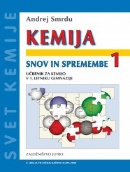 Andrej Smrdu
KEMIJA
SNOV IN SPREMEMBE 1
UČBENIK ZA KEMIJO
V 1. LETNIKU GIMNAZIJE
SVET KEMIJE